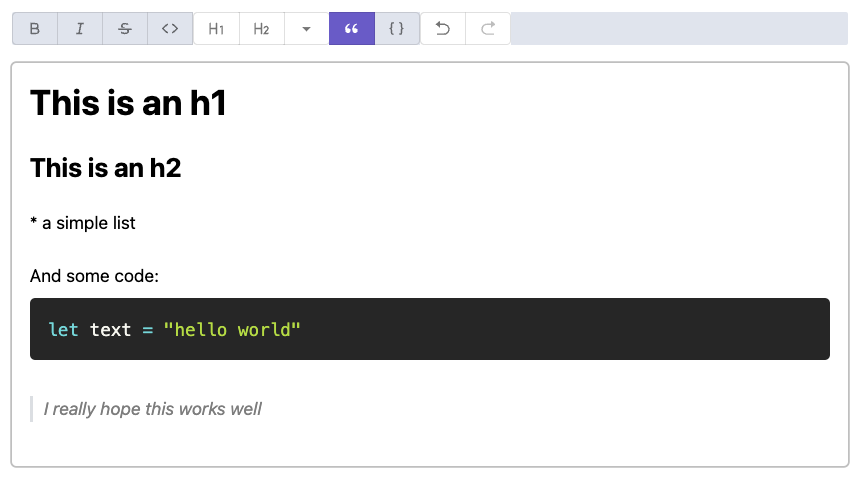 B I S <> H1 H2 “ {}
This is an h1
This is an h2
* a simple list
And some code:
let text = "hello world"
I really hope this works well